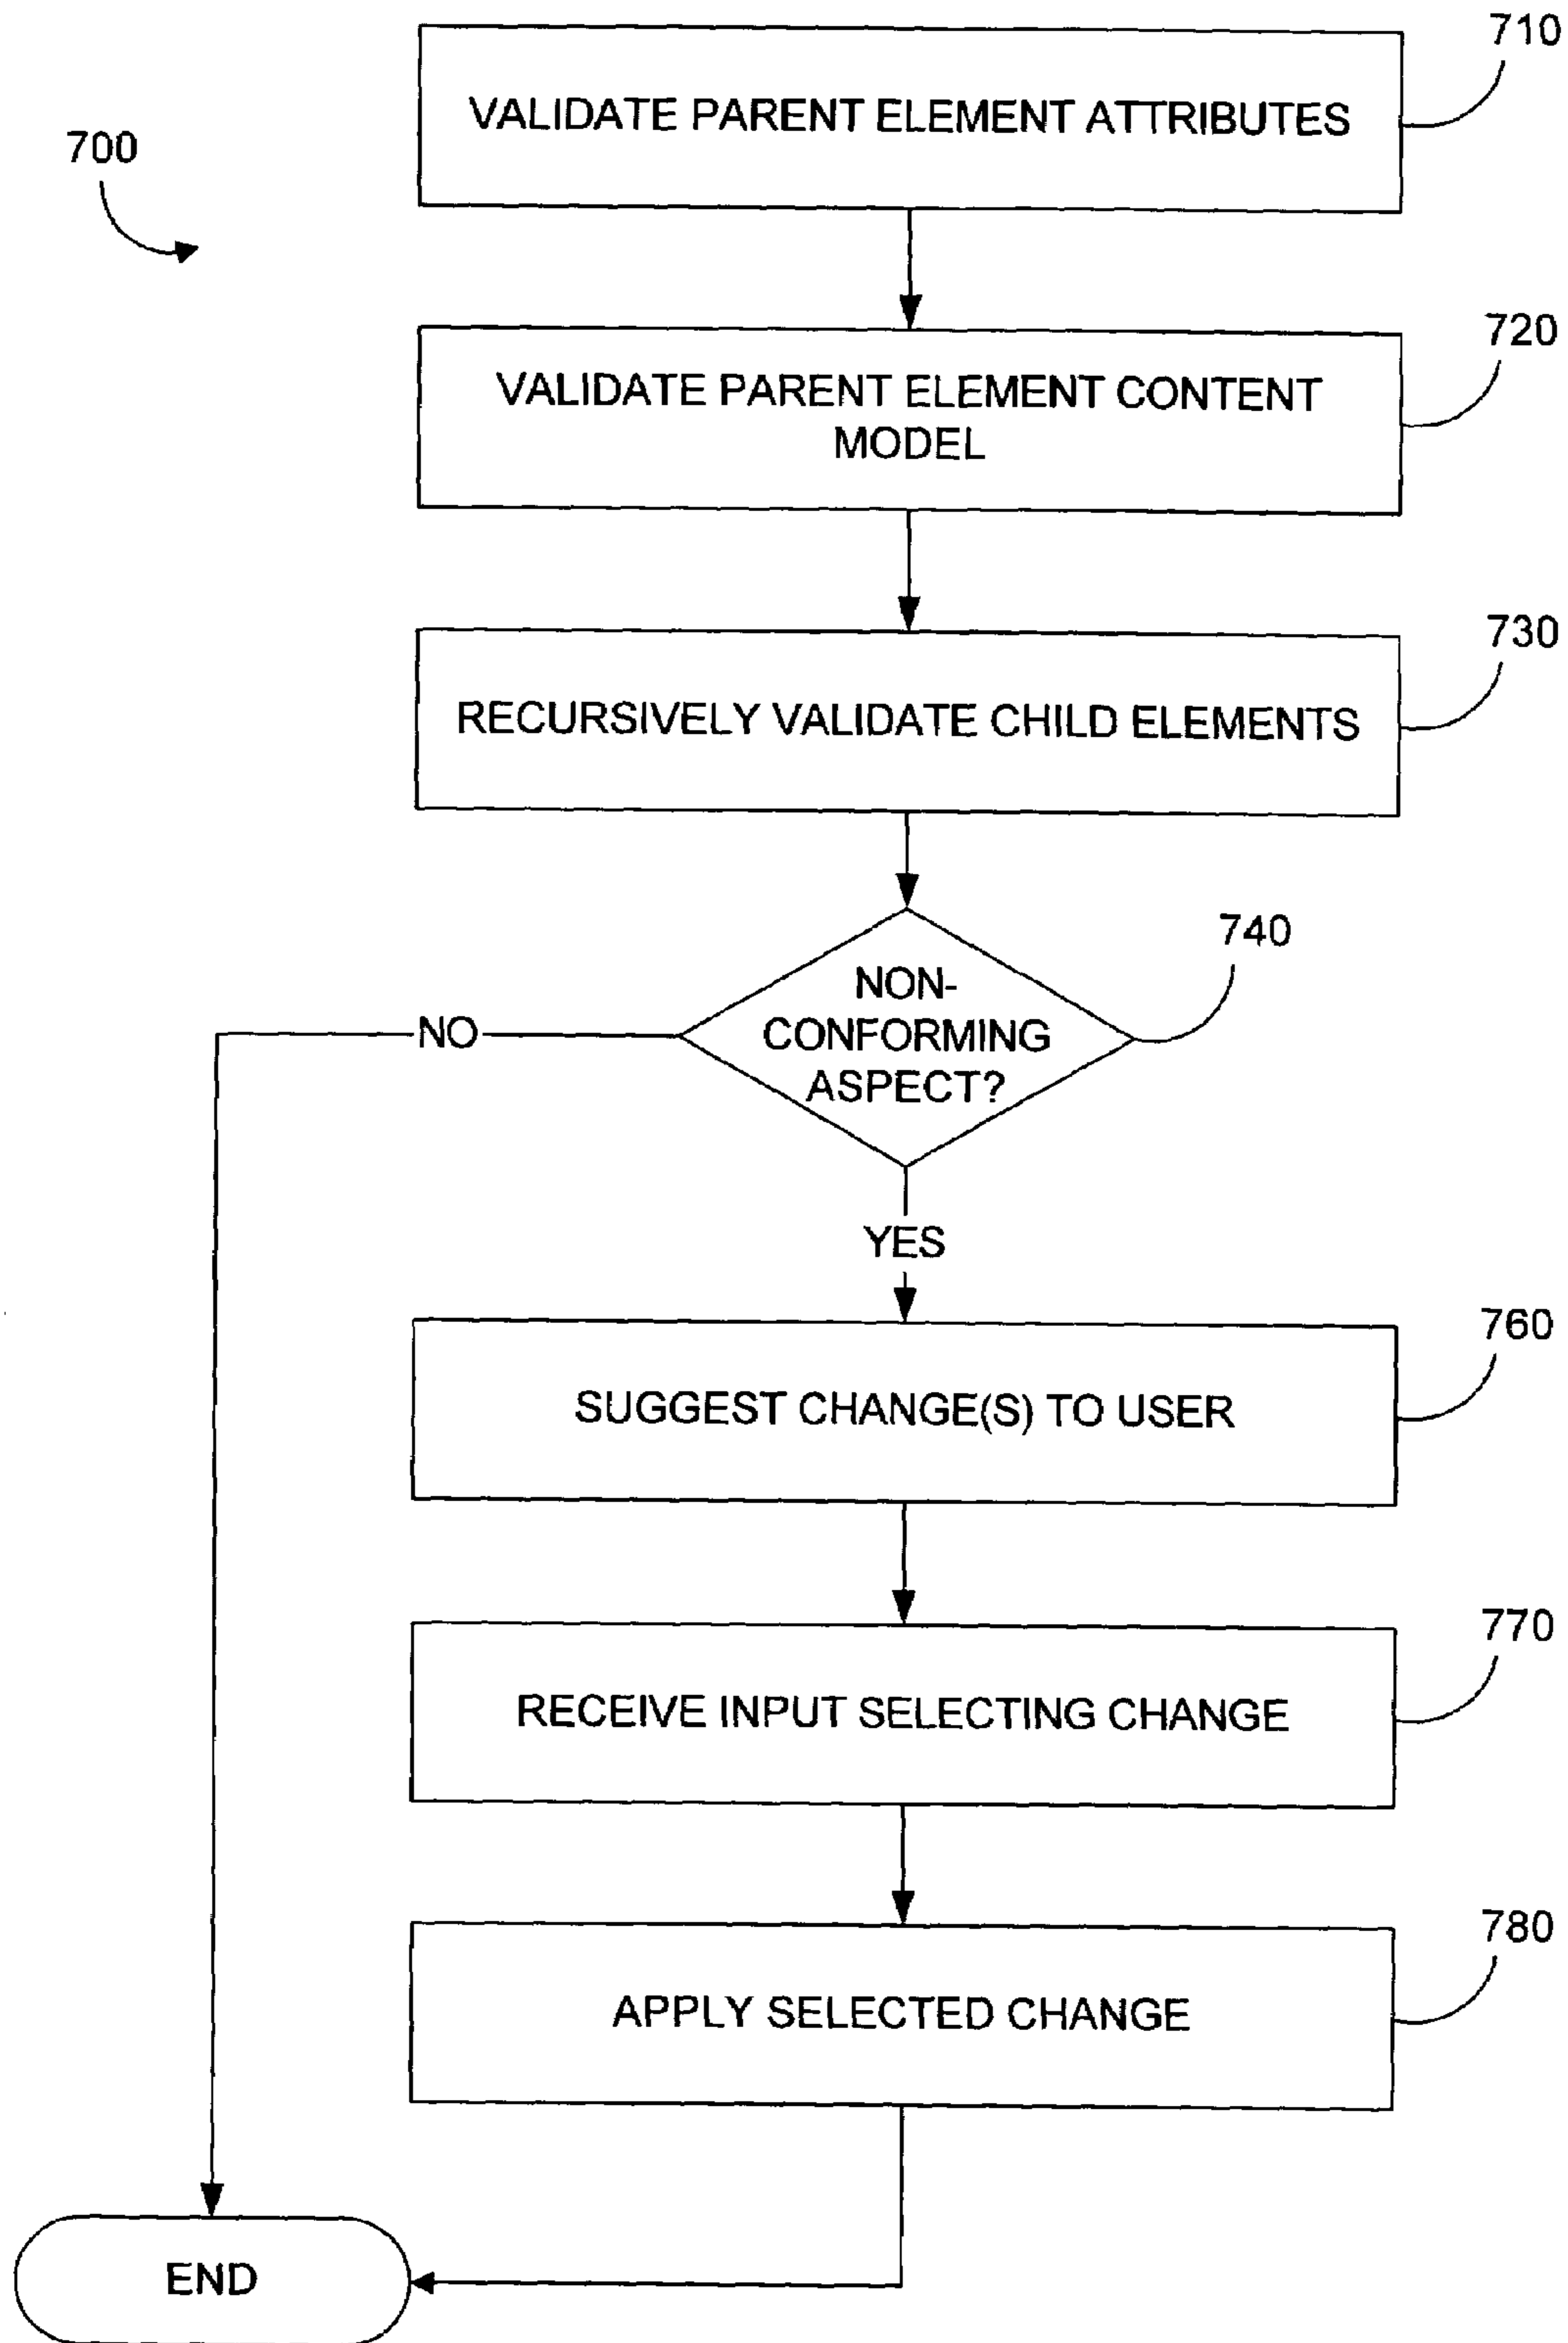 710
VALIDATE PARENT ELEMENT ATTRIBUTES
700
720
VALIDATE PARENT ELEMENT CONTENT
MODEL
730
RECURSIVELY VALIDATE CHILD ELEMENTS
740
NON-
CONFORMING
ASPECT?
NO
YES
760
SUGGEST CHANGE(S) TO USER
770
RECEIVE INPUT SELECTING CHANGE
780
APPLY SELECTED CHANGE
END